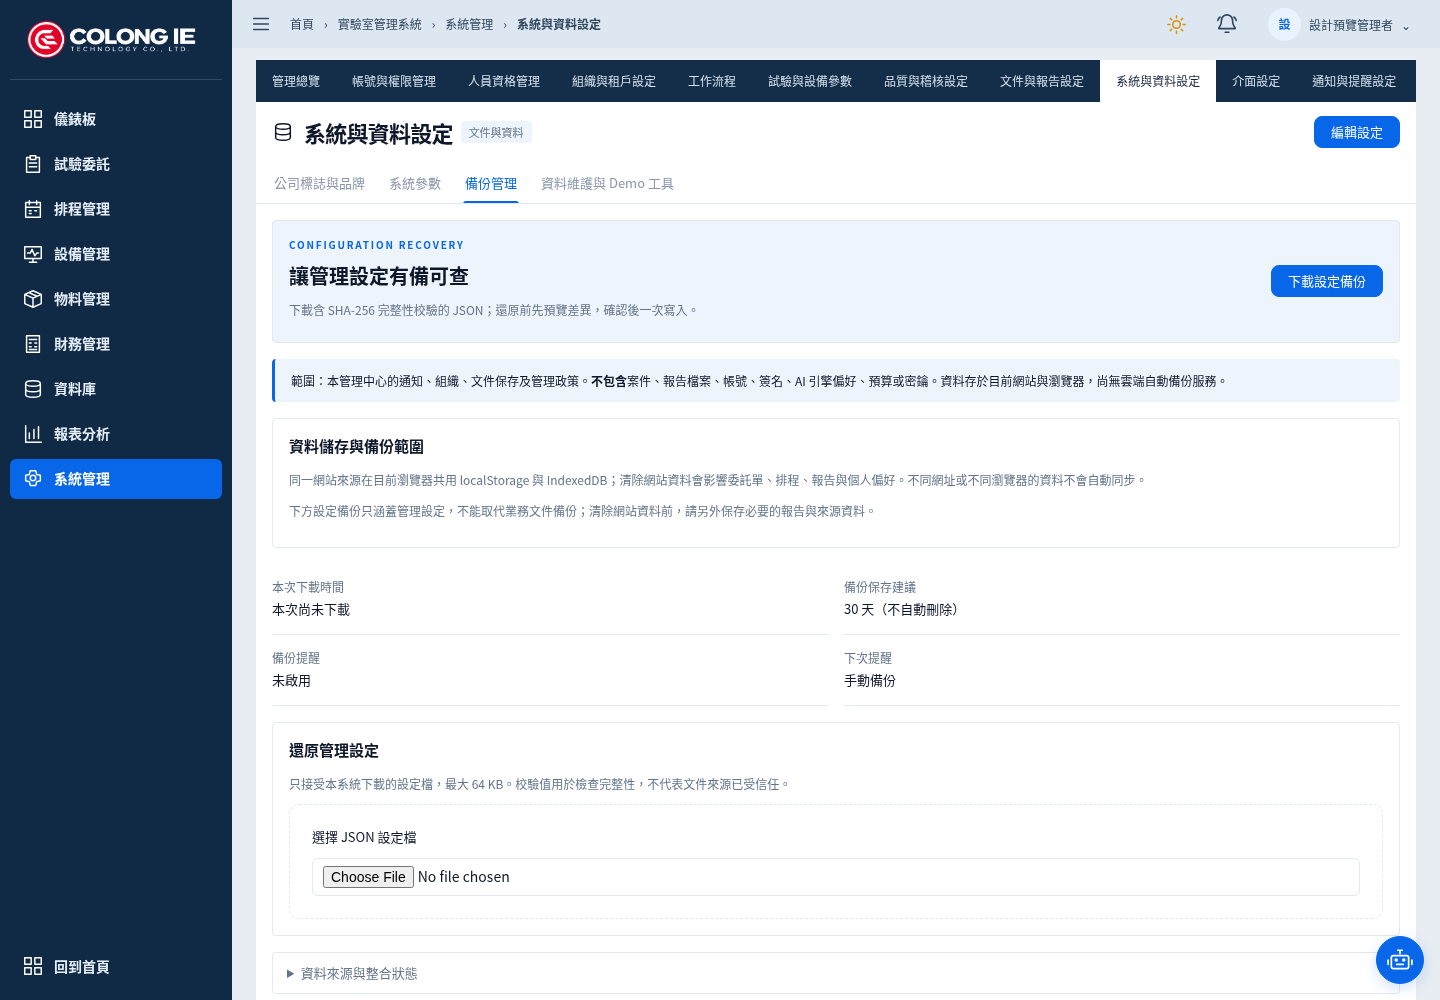 COLONG IE
TECHNOLOGY CO., LTD.
儀錶板
試驗委託
排程管理
設備管理
物料管理
財務管理
資料庫
報表分析
系統管理
回到首頁
首頁 › 實驗室管理系統 › 系統管理 › 系統與資料設定
設 設計預覽管理者
管理總覽 帳號與權限管理 人員資格管理 組織與租戶設定 工作流程 試驗與設備參數 品質與稽核設定 文件與報告設定 系統與資料設定 介面設定 通知與提醒設定
系統與資料設定 文件與資料
編輯設定
公司標誌與品牌 系統參數 備份管理 資料維護與 Demo 工具
CONFIGURATION RECOVERY
讓管理設定有備可查
下載含 SHA-256 完整性校驗的 JSON；還原前先預覽差異，確認後一次寫入。
下載設定備份
範圍：本管理中心的通知、組織、文件保存及管理政策。不包含案件、報告檔案、帳號、簽名、AI 引擎偏好、預算或密鑰。資料存於目前網站與瀏覽器，尚無雲端自動備份服務。
資料儲存與備份範圍
同一網站來源在目前瀏覽器共用 localStorage 與 IndexedDB；清除網站資料會影響委託單、排程、報告與個人偏好。不同網址或不同瀏覽器的資料不會自動同步。
下方設定備份只涵蓋管理設定，不能取代業務文件備份；清除網站資料前，請另外保存必要的報告與來源資料。
本次下載時間
本次尚未下載
備份保存建議
30 天（不自動刪除）
備份提醒
未啟用
下次提醒
手動備份
還原管理設定
只接受本系統下載的設定檔，最大 64 KB。校驗值用於檢查完整性，不代表文件來源已受信任。
選擇 JSON 設定檔
Choose File No file chosen
資料來源與整合狀態